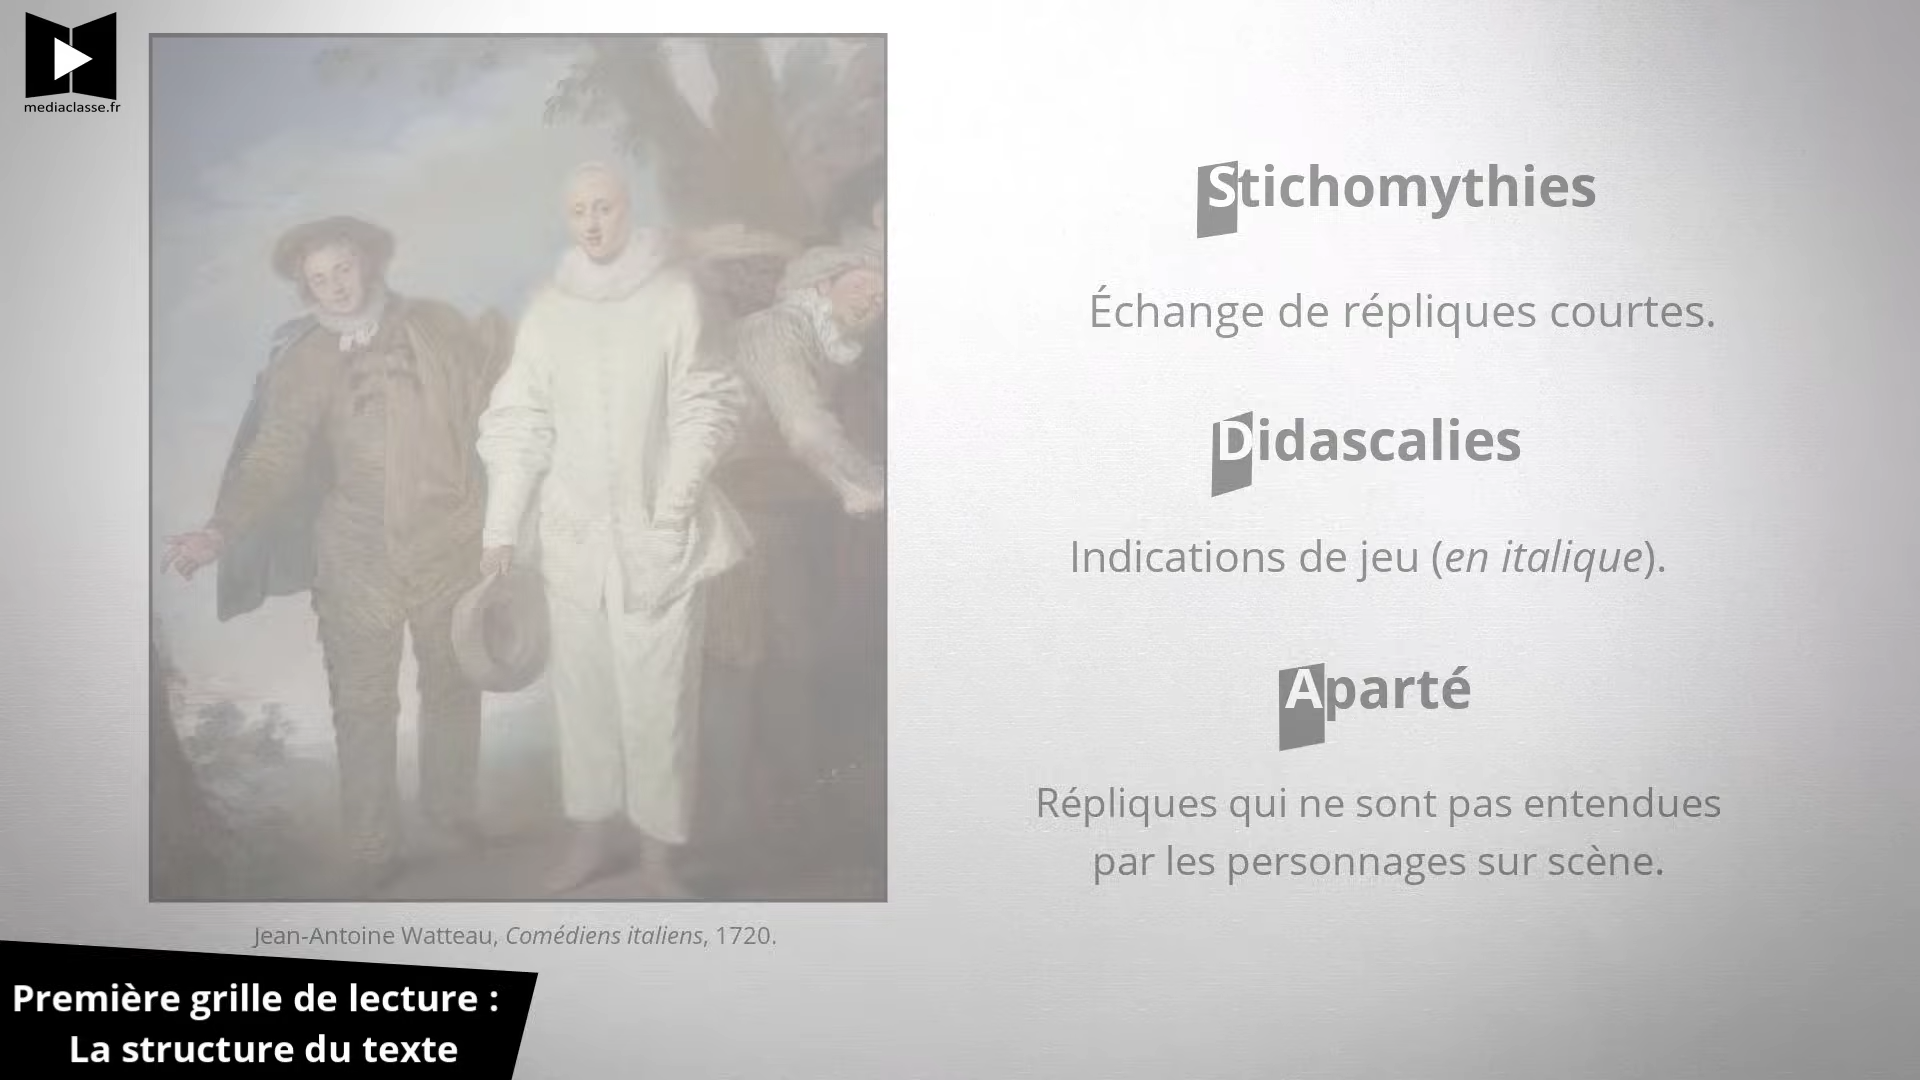 mediaclasse.fr
Stichomythies
Échange de répliques courtes.
Didascalies
Indications de jeu (en italique).
Aparté
Répliques qui ne sont pas entendues
par les personnages sur scène.
Jean-Antoine Watteau, Comédiens italiens, 1720.
Première grille de lecture :
La structure du texte